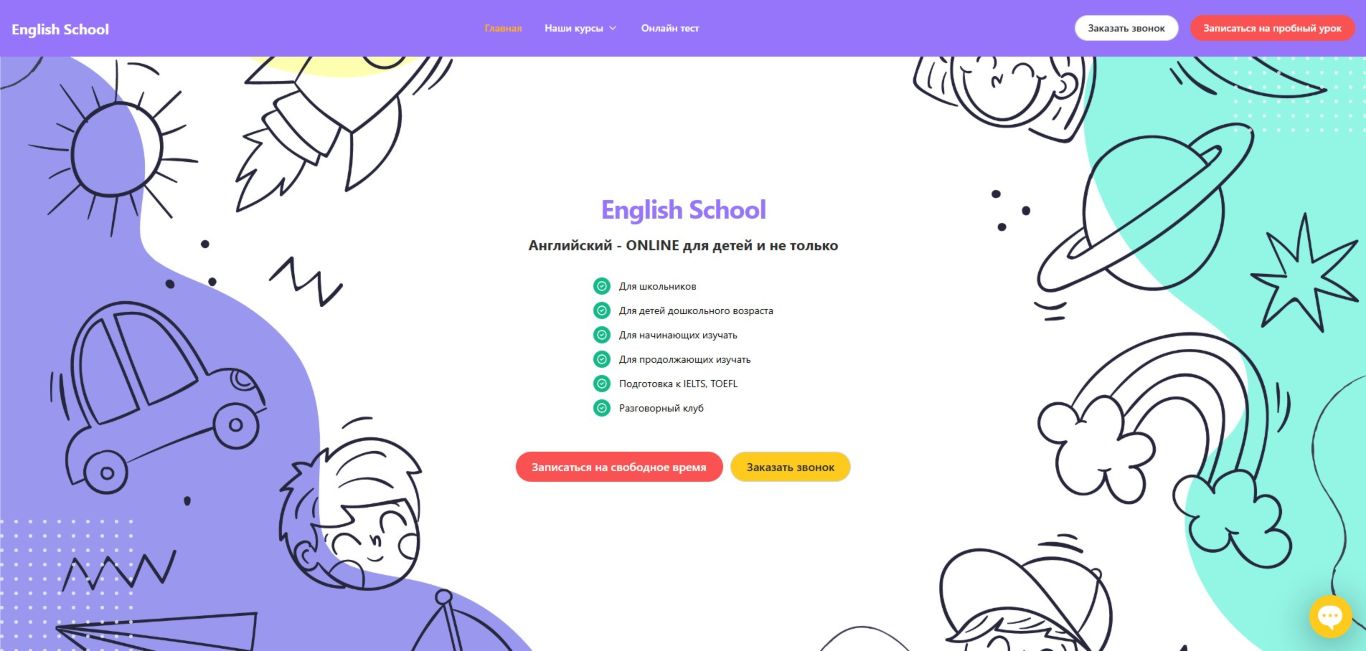 English School
Главная
Наши курсы
Онлайн тест
Заказать звонок
Записаться на пробный урок
English School
Английский - ONLINE для детей и не только
Для школьников
Для детей дошкольного возраста
Для начинающих изучать
Для продолжающих изучать
Подготовка к IELTS, TOEFL
Разговорный клуб
Записаться на свободное время
Заказать звонок